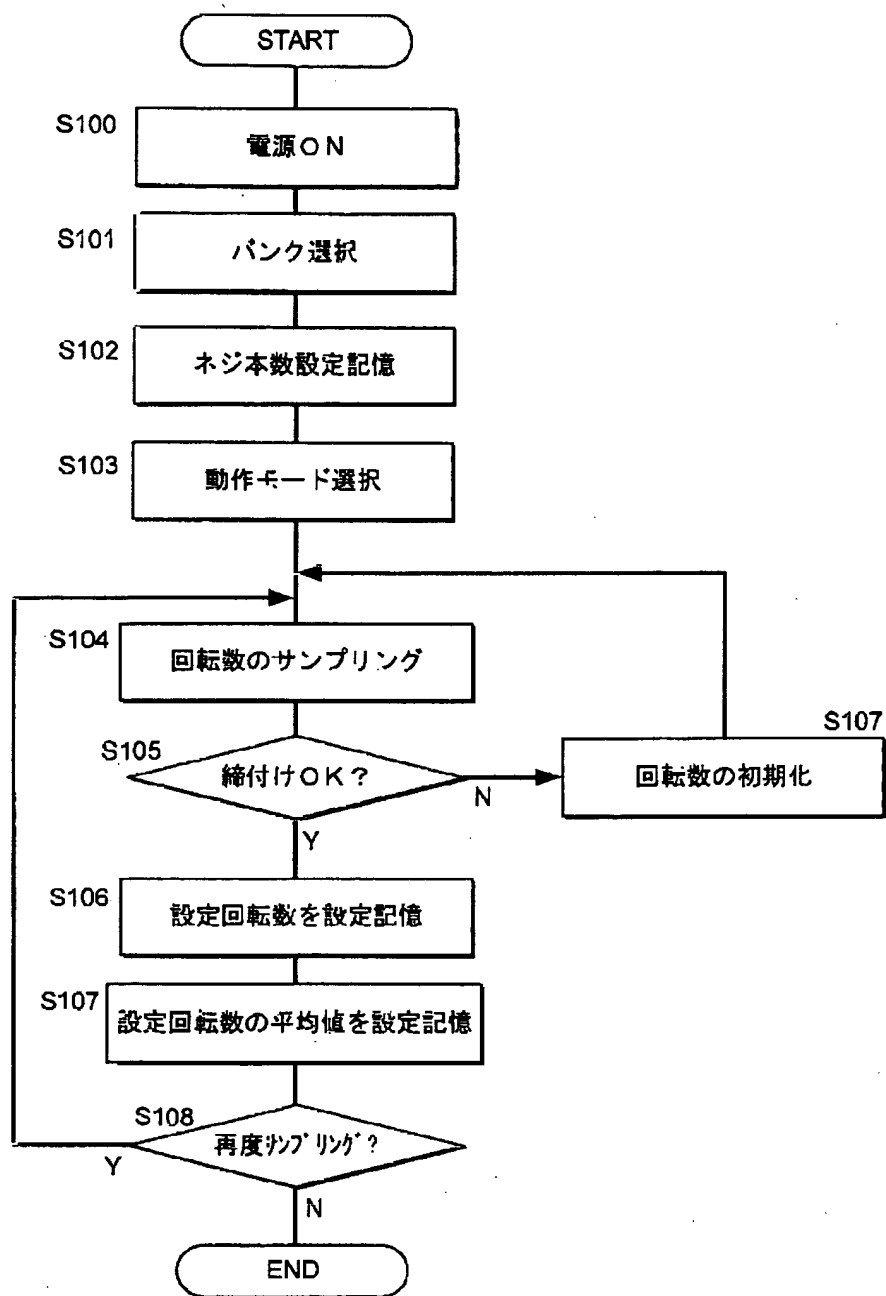 START
S100
電源ON
S101
バンク選択
S102
ネジ本数設定記憶
S103
動作モード選択
S104
回転数のサンプリング
S105
締付けOK?
N
S107
回転数の初期化
Y
S106
設定回転数を設定記憶
S107
設定回転数の平均値を設定記憶
S108
再度ｻﾝﾌﾟﾘﾝｸﾞ?
Y
N
END